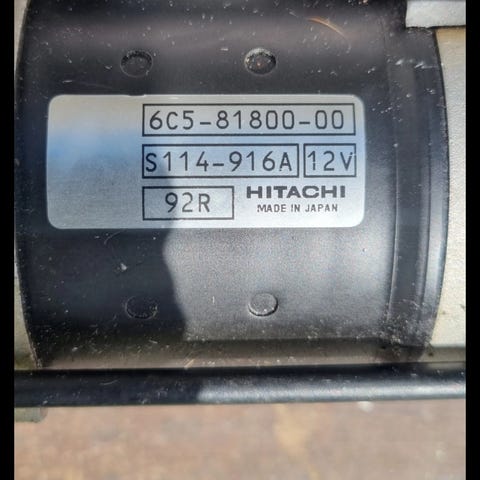 6C5-81800-00
S114-916A 12V
92R HITACHI
MADE IN JAPAN